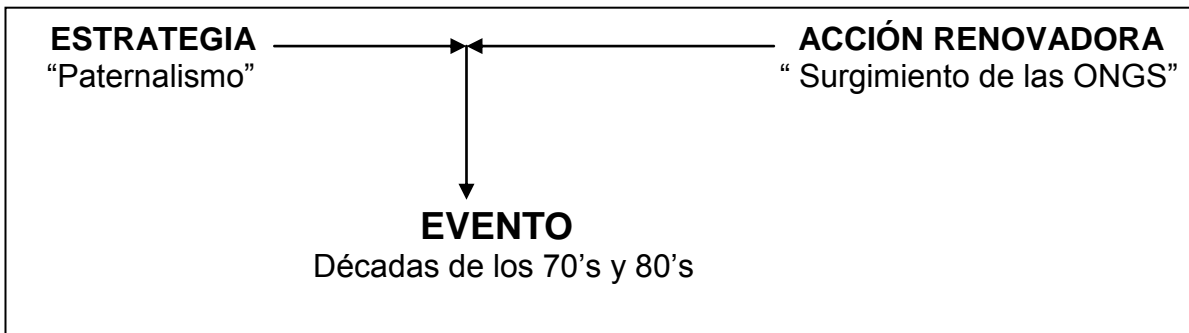 ESTRATEGIA
“Paternalismo”
ACCIÓN RENOVADORA
“ Surgimiento de las ONGS”
EVENTO
Décadas de los 70’s y 80’s